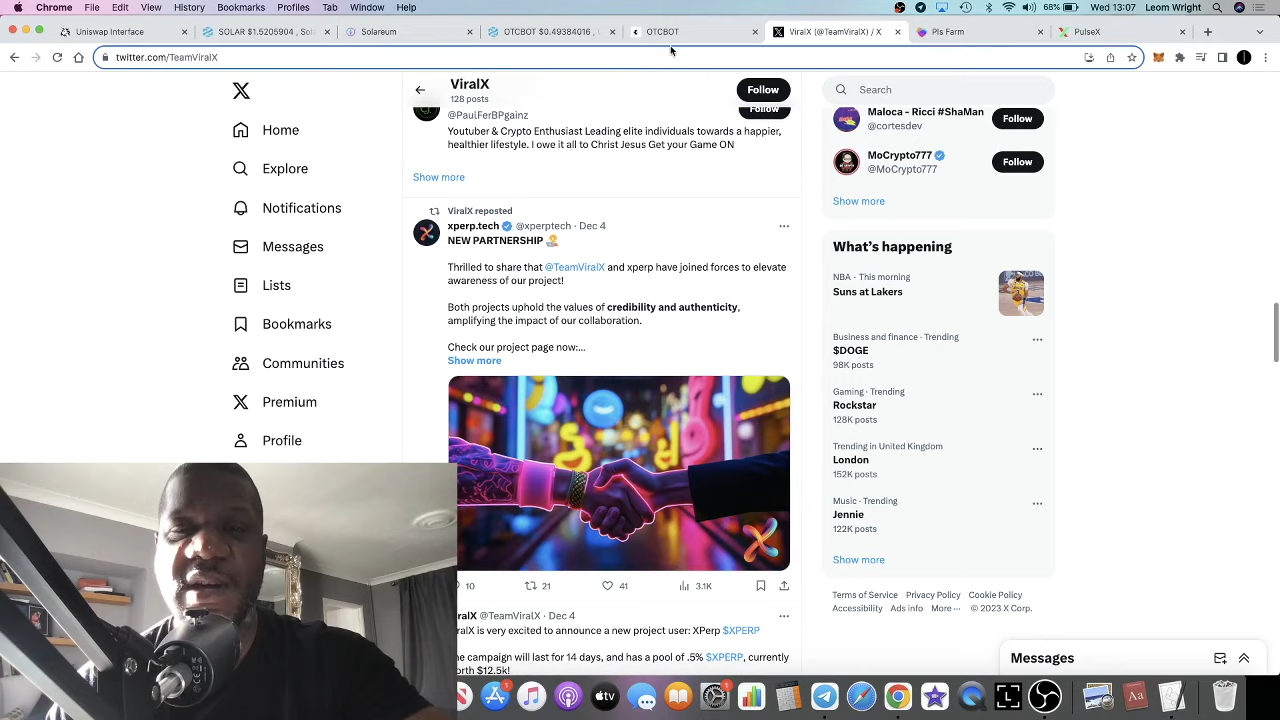 Chrome File Edit View History Bookmarks Profiles Tab Window Help
68% Wed 13:07 Leom Wright
Uniswap Interface
SOLAR $1.5205904 , Sola
Solareum
OTCBOT $0.49384016 ,
OTCBOT
ViralX (@TeamViralX) / X
Pls Farm
PulseX
twitter.com/TeamViralX
Home
Explore
Notifications
Messages
Lists
Bookmarks
Communities
Premium
Profile
ViralX
128 posts
Follow
Follow
@PaulFerBPgainz
Youtuber & Crypto Enthusiast Leading elite individuals towards a happier,
healthier lifestyle. I owe it all to Christ Jesus Get your Game ON
Show more
ViralX reposted
xperp.tech @xperptech · Dec 4
NEW PARTNERSHIP
Thrilled to share that @TeamViralX and xperp have joined forces to elevate
awareness of our project!
Both projects uphold the values of credibility and authenticity,
amplifying the impact of our collaboration.
Check our project page now:...
Show more
10 21 41 3.1K
ralX @TeamViralX · Dec 4
ralX is very excited to announce a new project user: XPerp $XPERP
ne campaign will last for 14 days, and has a pool of .5% $XPERP, currently
orth $12.5k!
Search
Maloca - Ricci #ShaMan
@cortesdev
Follow
MoCrypto777
@MoCrypto777
Follow
Show more
What's happening
NBA · This morning
Suns at Lakers
Business and finance · Trending
$DOGE
98K posts
Gaming · Trending
Rockstar
128K posts
Trending in United Kingdom
London
152K posts
Music · Trending
Jennie
122K posts
Show more
Terms of Service Privacy Policy Cookie Policy
Accessibility Ads info More ··· © 2023 X Corp.
Messages